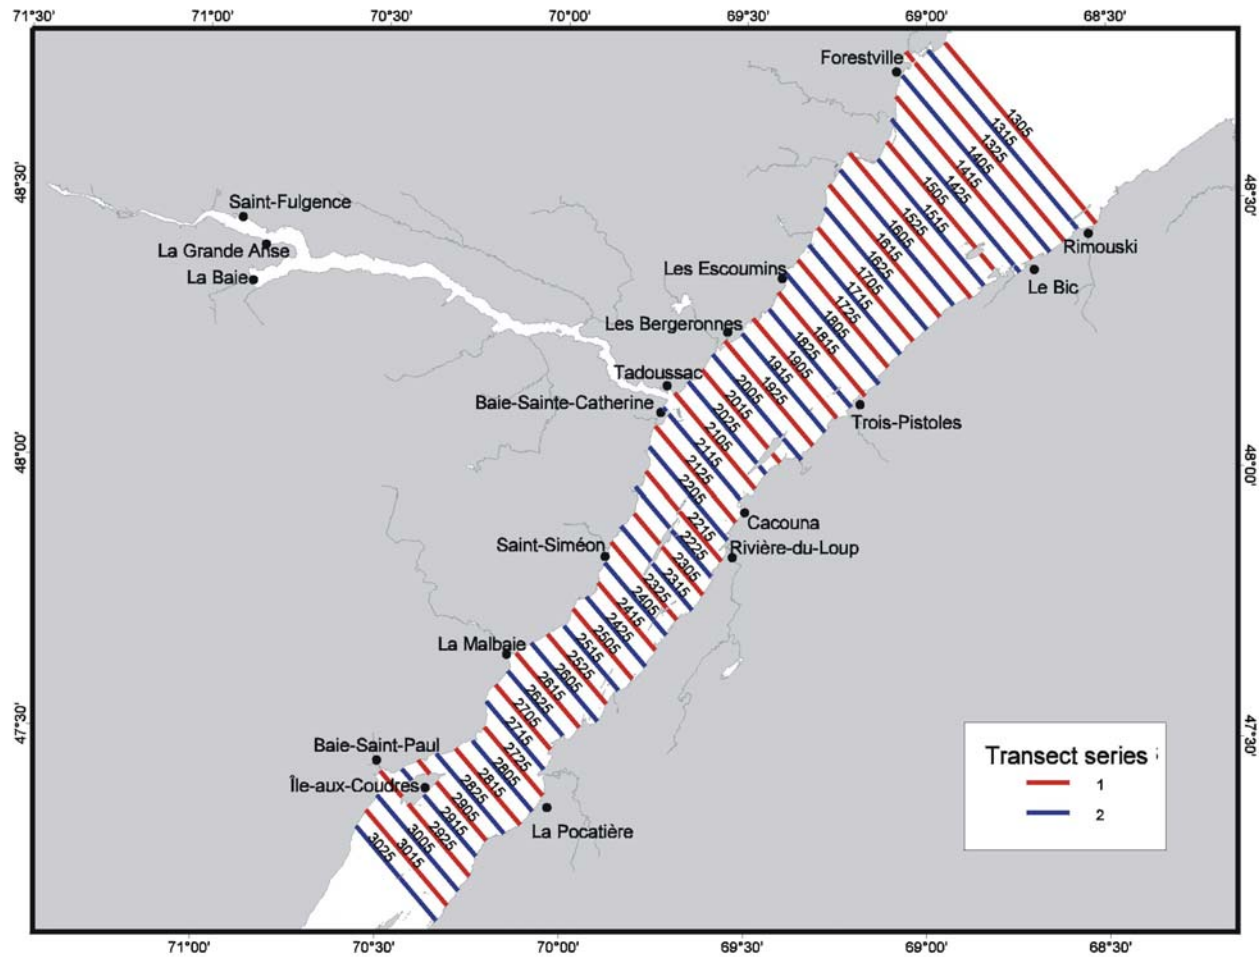 71°30' 71°00' 70°30' 70°00' 69°30' 69°00' 68°30'
Forestville
1305
1315
1325
1405
1415
1425
1505
1515
1525
1605
1615
1625
1705
1715
1725
1805
1815
1825
1905
1915
1925
2005
2015
2025
2105
2115
2125
2205
2215
2225
2305
2315
2325
2405
2415
2425
2505
2515
2525
2605
2615
2625
2705
2715
2725
2805
2815
2825
2905
2915
2925
3005
3015
3025
48°30'
48°30'
Saint-Fulgence
La Grande Anse
La Baie
Rimouski
Le Bic
Les Escoumins
Les Bergeronnes
Tadoussac
Baie-Sainte-Catherine
Trois-Pistoles
48°00'
48°00'
Cacouna
Saint-Siméon
Rivière-du-Loup
La Malbaie
47°30'
47°30'
Baie-Saint-Paul
Île-aux-Coudres
La Pocatière
Transect series
1
2
71°00' 70°30' 70°00' 69°30' 69°00' 68°30'